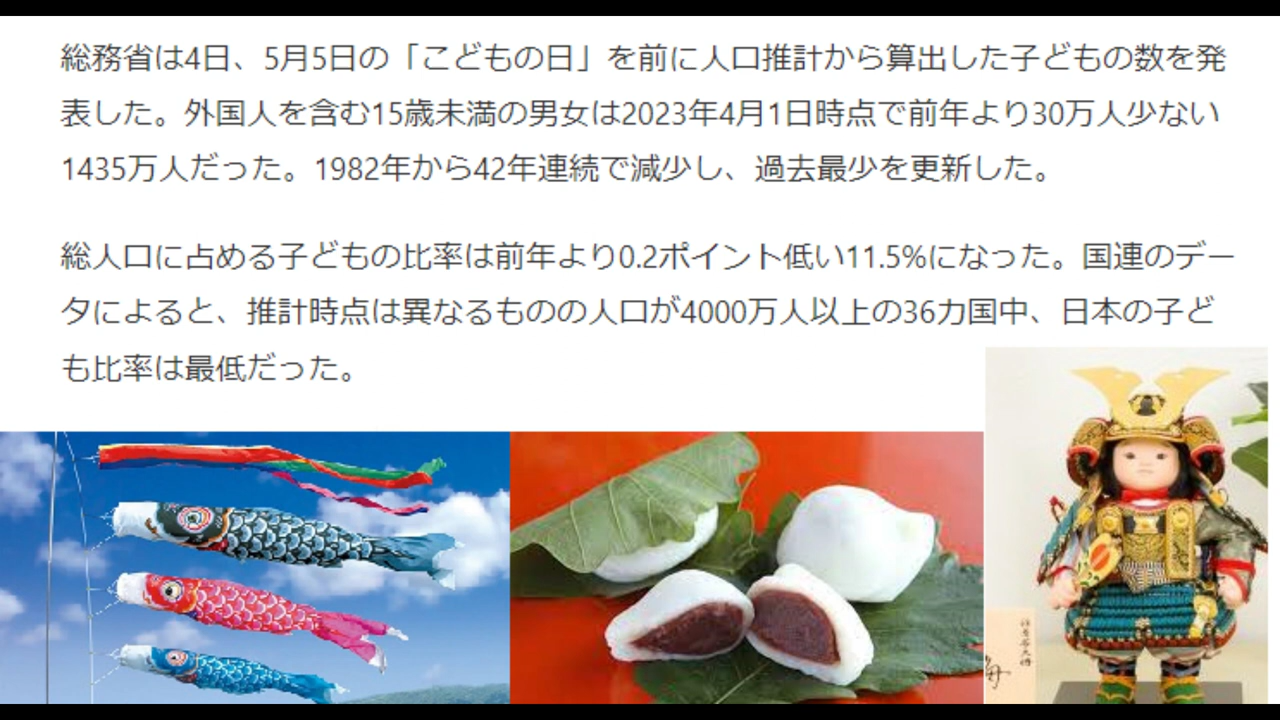 総務省は4日、5月5日の「こどもの日」を前に人口推計から算出した子どもの数を発
表した。外国人を含む15歳未満の男女は2023年4月1日時点で前年より30万人少ない
1435万人だった。1982年から42年連続で減少し、過去最少を更新した。
総人口に占める子どもの比率は前年より0.2ポイント低い11.5%になった。国連のデー
タによると、推計時点は異なるものの人口が4000万人以上の36カ国中、日本の子ど
も比率は最低だった。